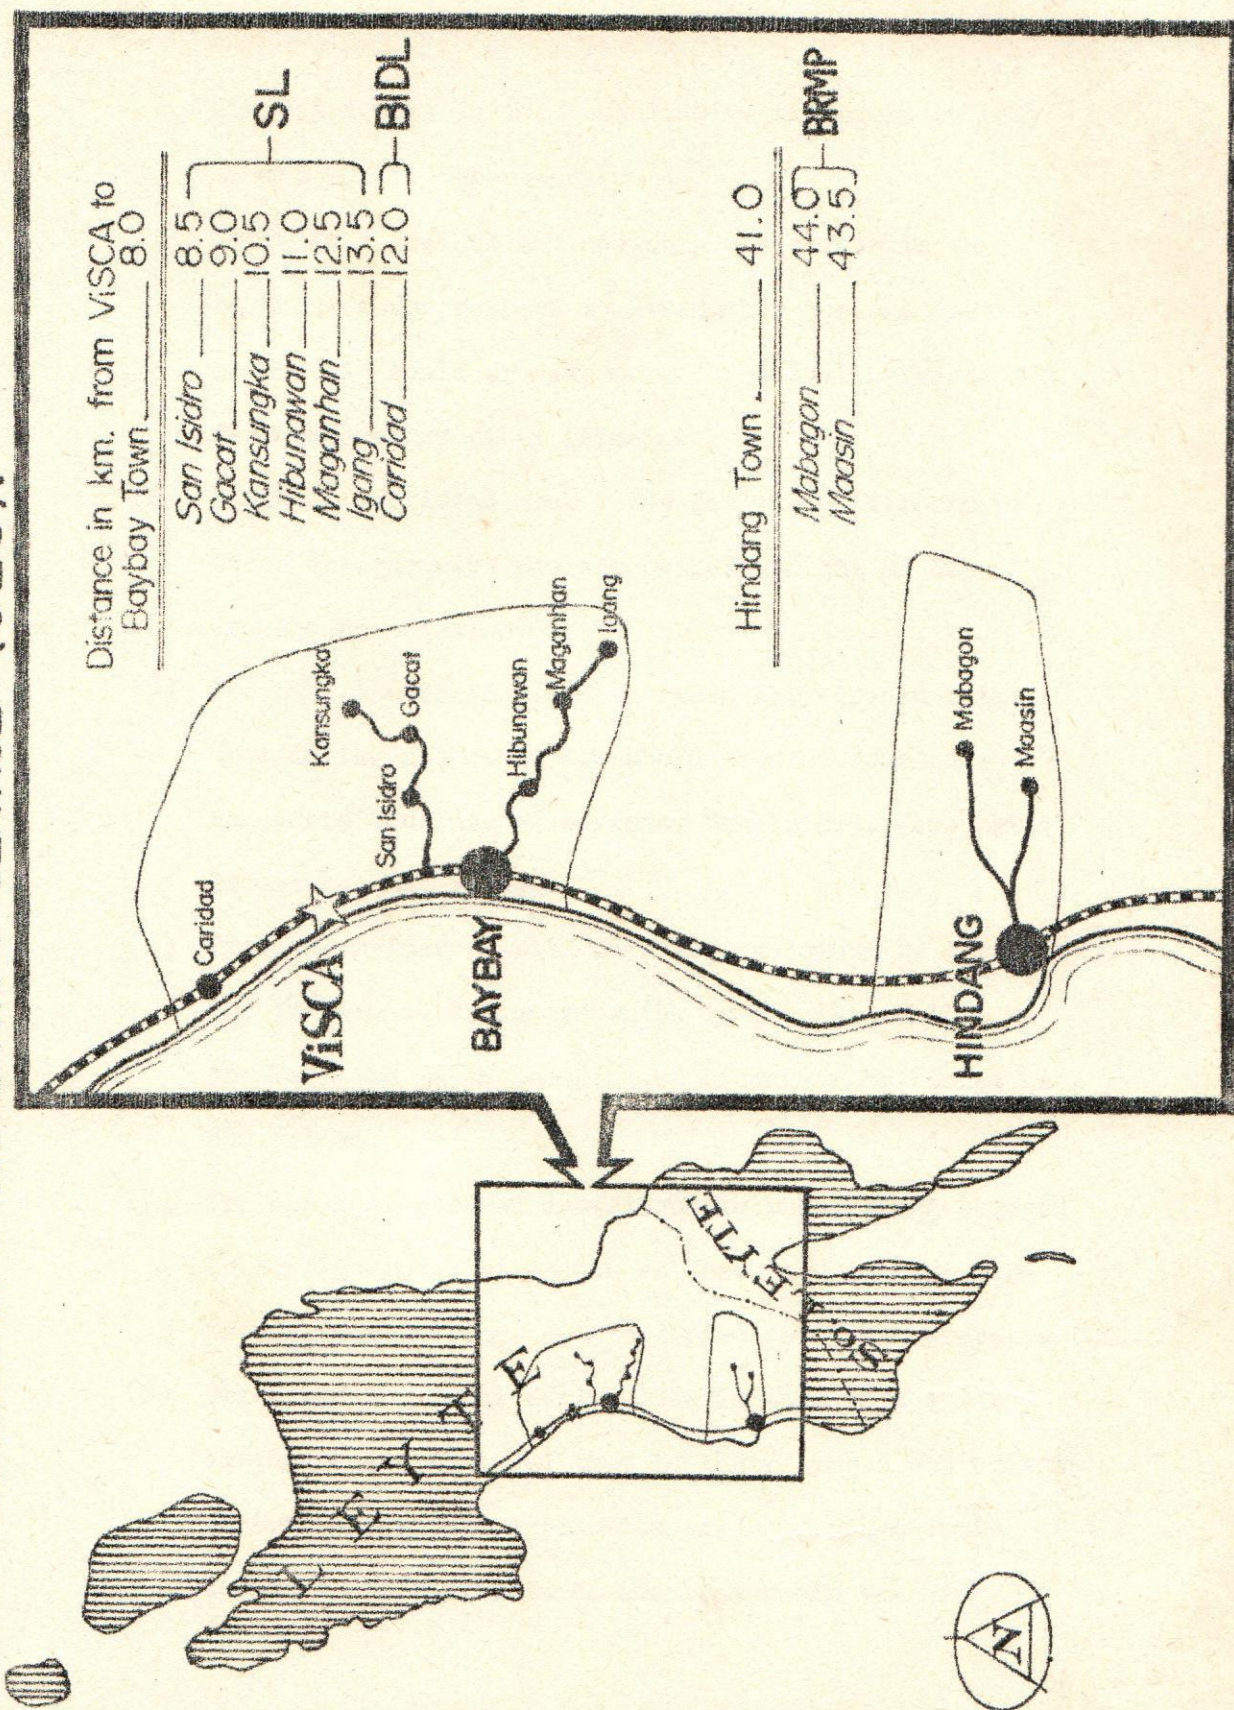 Distance in km. from ViSCA to
Baybay Town 8.0
San Isidro 8.5
Gacat 9.0
Kansungka 10.5
Hibunawan 11.0
Maganhan 12.5
Igang 13.5
SL
Caridad 12.0
BIDL
Hindang Town 41.0
Mabagon 44.0
Maasin 43.5
BRMP
Caridad
ViSCA
Kansungka
Gacat
San Isidro
BAYBAY
Hibunawan
Maganhan
Igang
HINDANG
Mabagon
Maasin
LEYTE
So. LEYTE
N